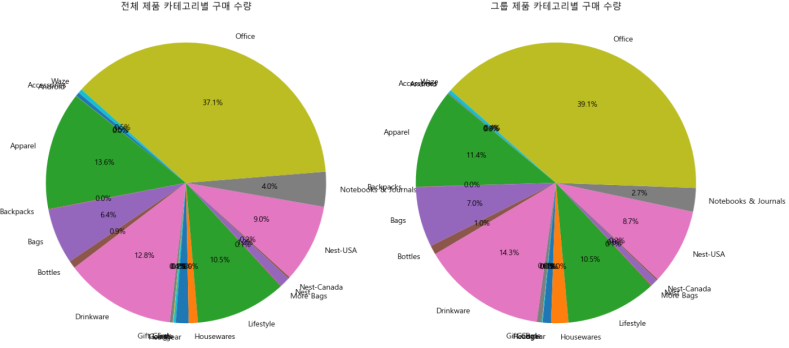 전체 제품 카테고리별 구매 수량
Office
Waze
Android
37.1%
Apparel
13.6%
0.0%
Backpacks
6.4%
Bags
0.9%
Bottles
12.8%
Drinkware
Housewares
10.5%
Lifestyle
More Bags
Nest-Canada
9.0%
Nest-USA
4.0%
Notebooks & Journals
그룹 제품 카테고리별 구매 수량
Office
Waze
39.1%
Apparel
11.4%
0.0%
Backpacks
7.0%
Bags
1.0%
Bottles
14.3%
Drinkware
Housewares
10.5%
Lifestyle
More Bags
Nest-Canada
8.7%
Nest-USA
2.7%
Notebooks & Journals